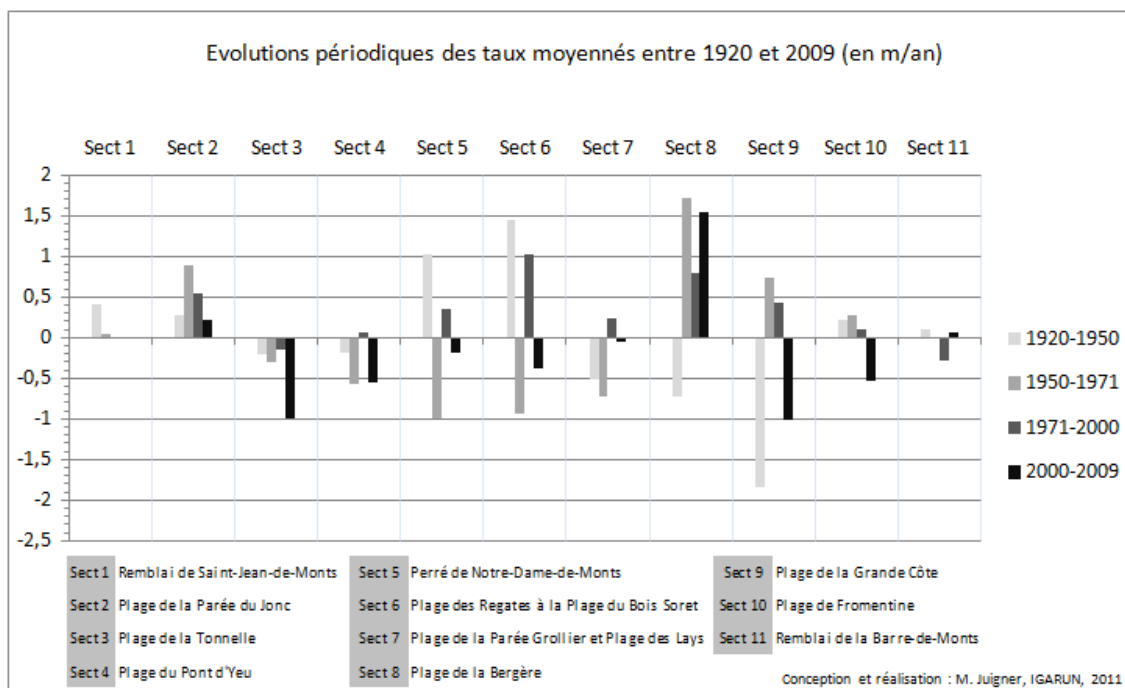 Evolutions périodiques des taux moyennés entre 1920 et 2009 (en m/an)
Sect 1 Sect 2 Sect 3 Sect 4 Sect 5 Sect 6 Sect 7 Sect 8 Sect 9 Sect 10 Sect 11
2
1,5
1
0,5
0
-0,5
-1
-1,5
-2
-2,5
1920-1950
1950-1971
1971-2000
2000-2009
Sect 1 Remblai de Saint-Jean-de-Monts
Sect 2 Plage de la Parée du Jonc
Sect 3 Plage de la Tonnelle
Sect 4 Plage du Pont d'Yeu
Sect 5 Perré de Notre-Dame-de-Monts
Sect 6 Plage des Regates à la Plage du Bois Soret
Sect 7 Plage de la Parée Grollier et Plage des Lays
Sect 8 Plage de la Bergère
Sect 9 Plage de la Grande Côte
Sect 10 Plage de Fromentine
Sect 11 Remblai de la Barre-de-Monts
Conception et réalisation : M. Juigner, IGARUN, 2011